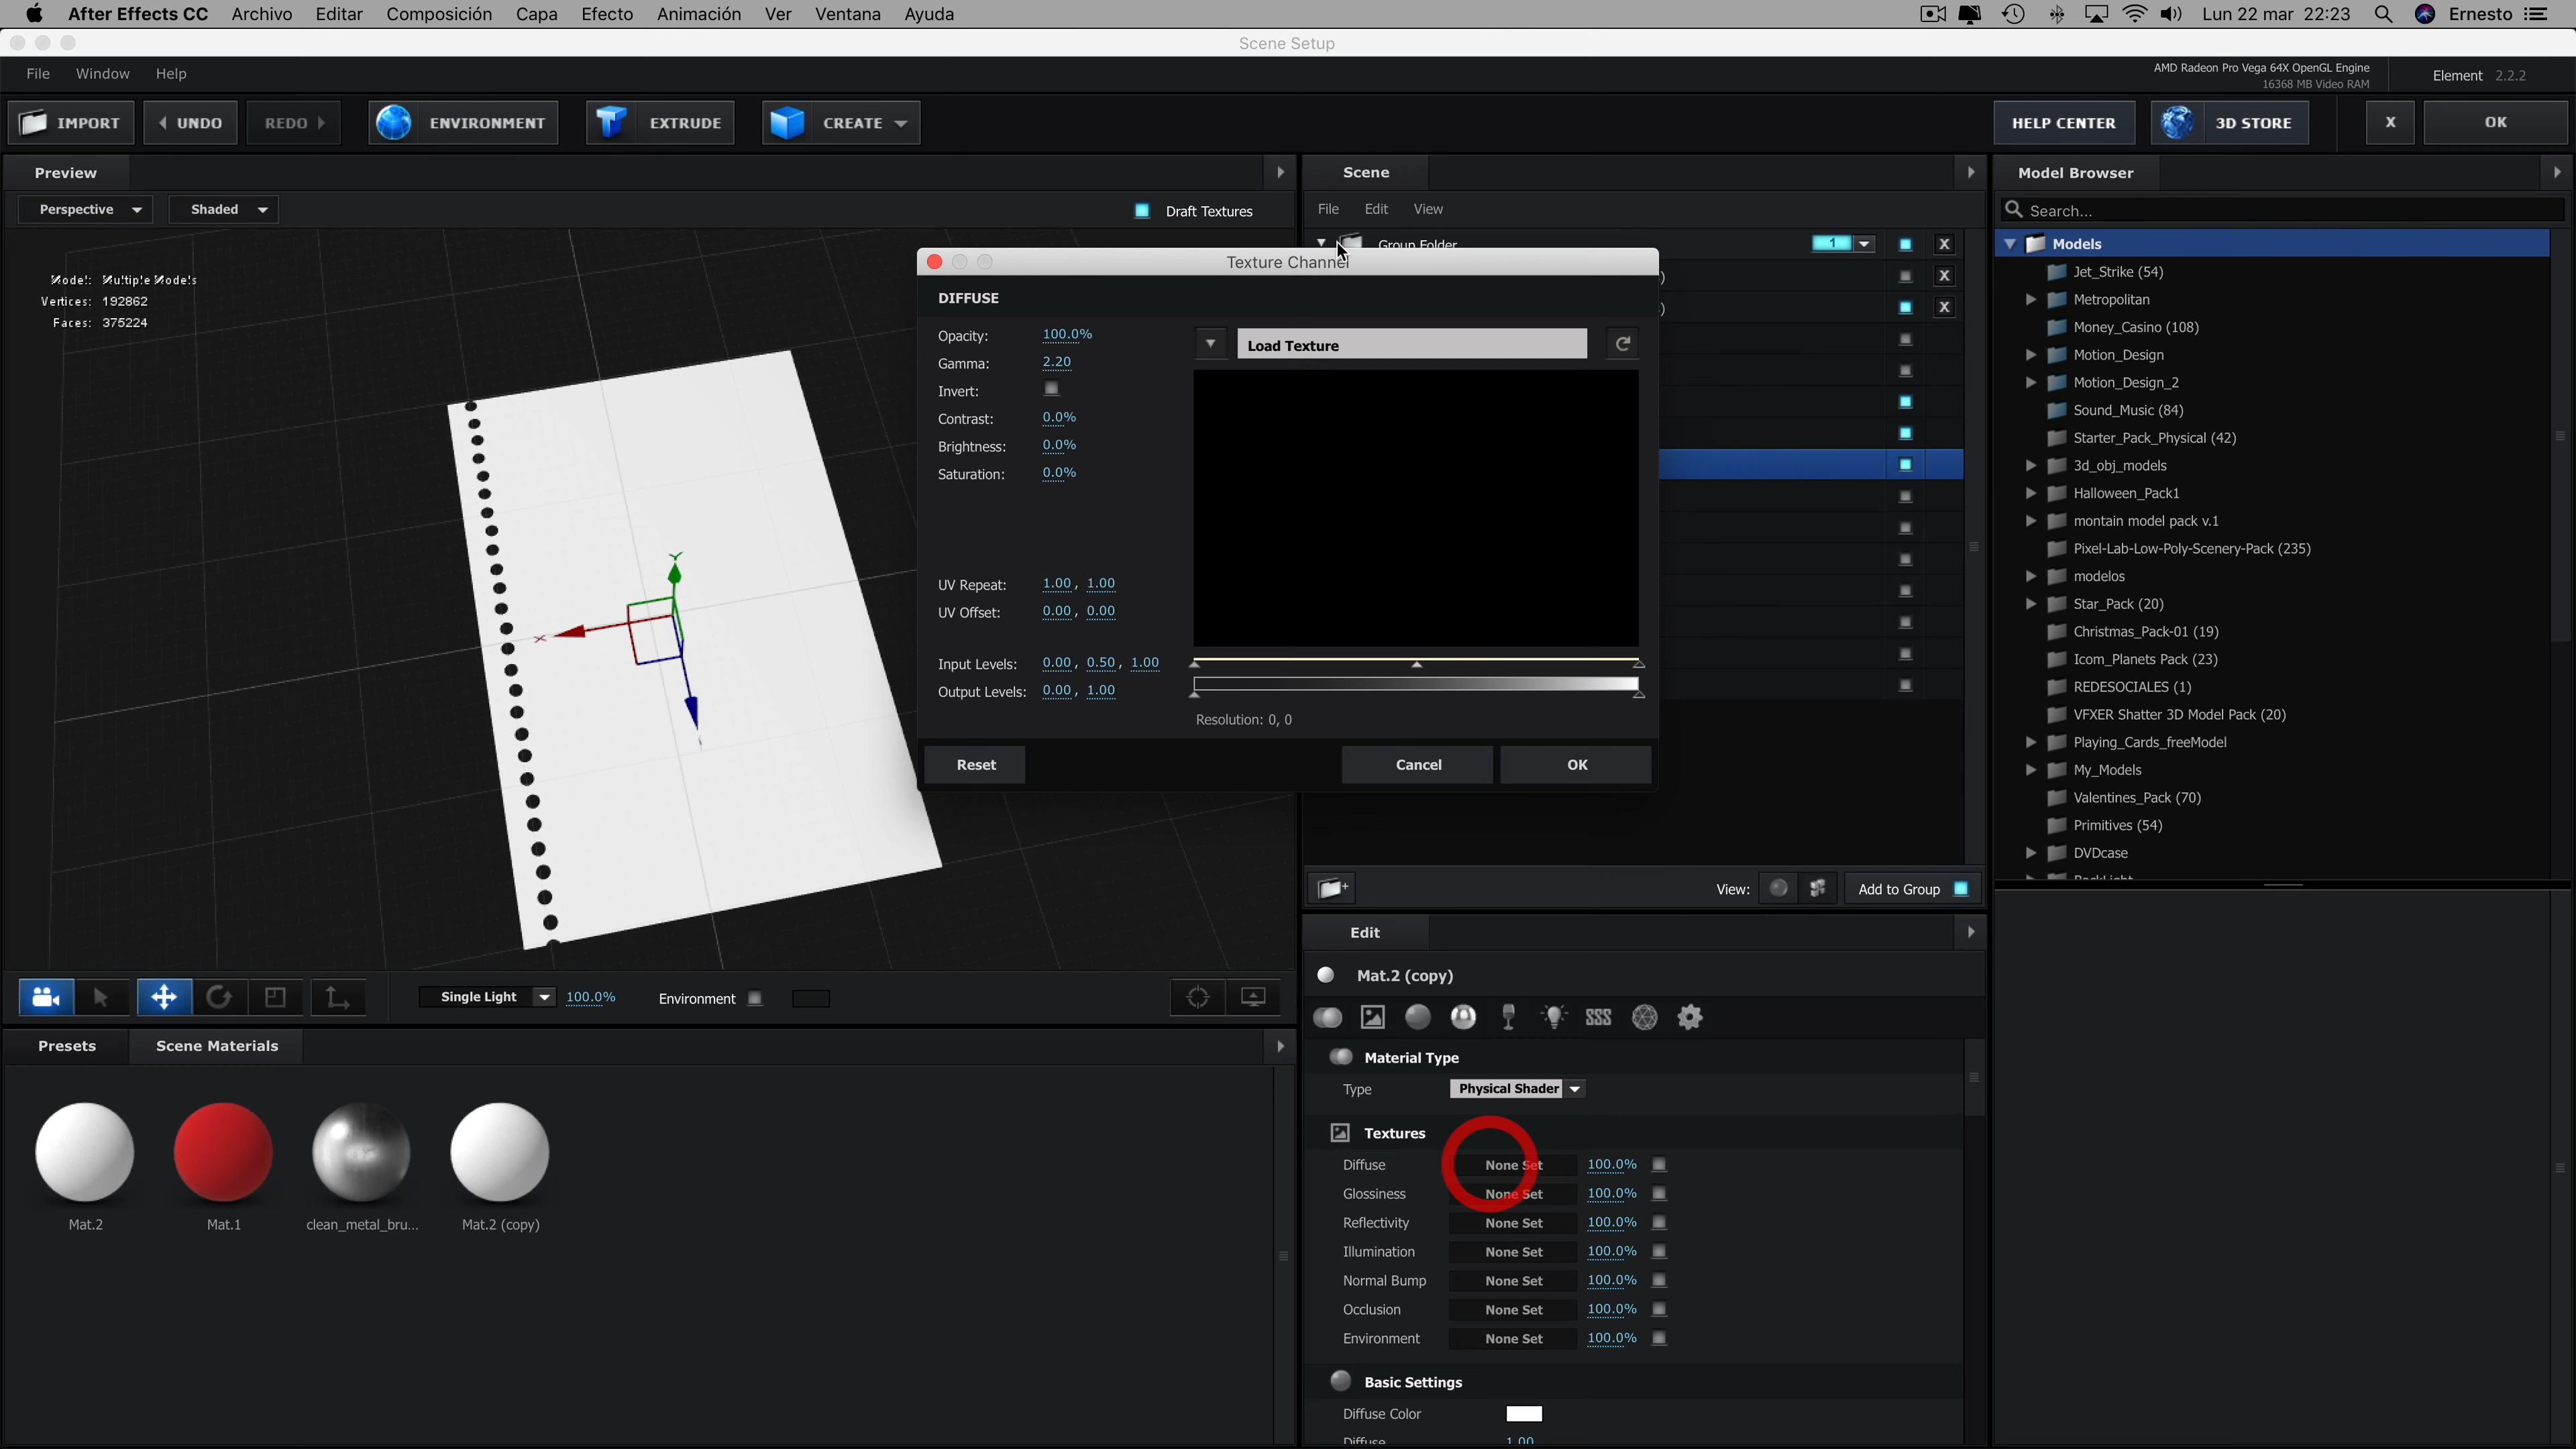 After Effects CC Archivo Editar Composición Capa Efecto Animación Ver Ventana Ayuda Lun 22 mar 22:23 Ernesto
Scene Setup
File Window Help
AMD Radeon Pro Vega 64X OpenGL Engine
16368 MB Video RAM
Element 2.2.2
IMPORT UNDO REDO ENVIRONMENT EXTRUDE CREATE HELP CENTER 3D STORE X OK
Preview
Perspective Shaded Draft Textures
Model: Multiple Models
Vertices: 192862
Faces: 375224
Y
X
Single Light 100.0% Environment
Presets Scene Materials
Mat.2 Mat.1 clean_metal_bru... Mat.2 (copy)
Scene
File Edit View
Group Folder 1 X
X
X
Texture Channel
DIFFUSE
Opacity: 100.0%
Gamma: 2.20
Invert:
Contrast: 0.0%
Brightness: 0.0%
Saturation: 0.0%
UV Repeat: 1.00, 1.00
UV Offset: 0.00, 0.00
Input Levels: 0.00, 0.50, 1.00
Output Levels: 0.00, 1.00
Load Texture
Resolution: 0, 0
Reset Cancel OK
View: Add to Group
Edit
Mat.2 (copy)
Material Type
Type Physical Shader
Textures
Diffuse None Set 100.0%
Glossiness None Set 100.0%
Reflectivity None Set 100.0%
Illumination None Set 100.0%
Normal Bump None Set 100.0%
Occlusion None Set 100.0%
Environment None Set 100.0%
Basic Settings
Diffuse Color
Diffuse 1.00
Model Browser
Search...
Models
Jet_Strike (54)
Metropolitan
Money_Casino (108)
Motion_Design
Motion_Design_2
Sound_Music (84)
Starter_Pack_Physical (42)
3d_obj_models
Halloween_Pack1
montain model pack v.1
Pixel-Lab-Low-Poly-Scenery-Pack (235)
modelos
Star_Pack (20)
Christmas_Pack-01 (19)
Icom_Planets Pack (23)
REDESOCIALES (1)
VFXER Shatter 3D Model Pack (20)
Playing_Cards_freeModel
My_Models
Valentines_Pack (70)
Primitives (54)
DVDcase